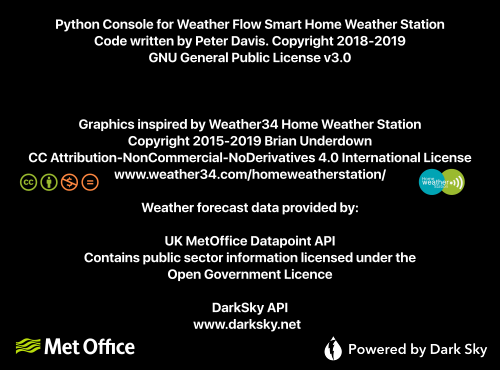 Python Console for Weather Flow Smart Home Weather Station
Code written by Peter Davis. Copyright 2018-2019
GNU General Public License v3.0
Graphics inspired by Weather34 Home Weather Station
Copyright 2015-2019 Brian Underdown
CC Attribution-NonCommercial-NoDerivatives 4.0 International License
www.weather34.com/homeweatherstation/
cc $ =
Home
weather
Weather forecast data provided by:
UK MetOffice Datapoint API
Contains public sector information licensed under the
Open Government Licence
DarkSky API
www.darksky.net
Met Office
Powered by Dark Sky